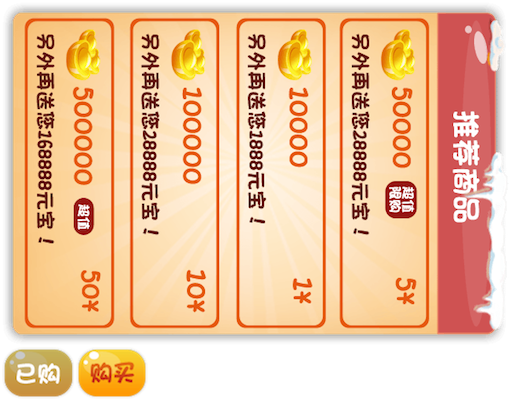 推荐商品
50000
超值
限购
5*
另外再送您28888元宝！
10000
1*
另外再送您1888元宝！
100000
10*
另外再送您28888元宝！
500000
超值
50*
另外再送您168888元宝！
已购
购买